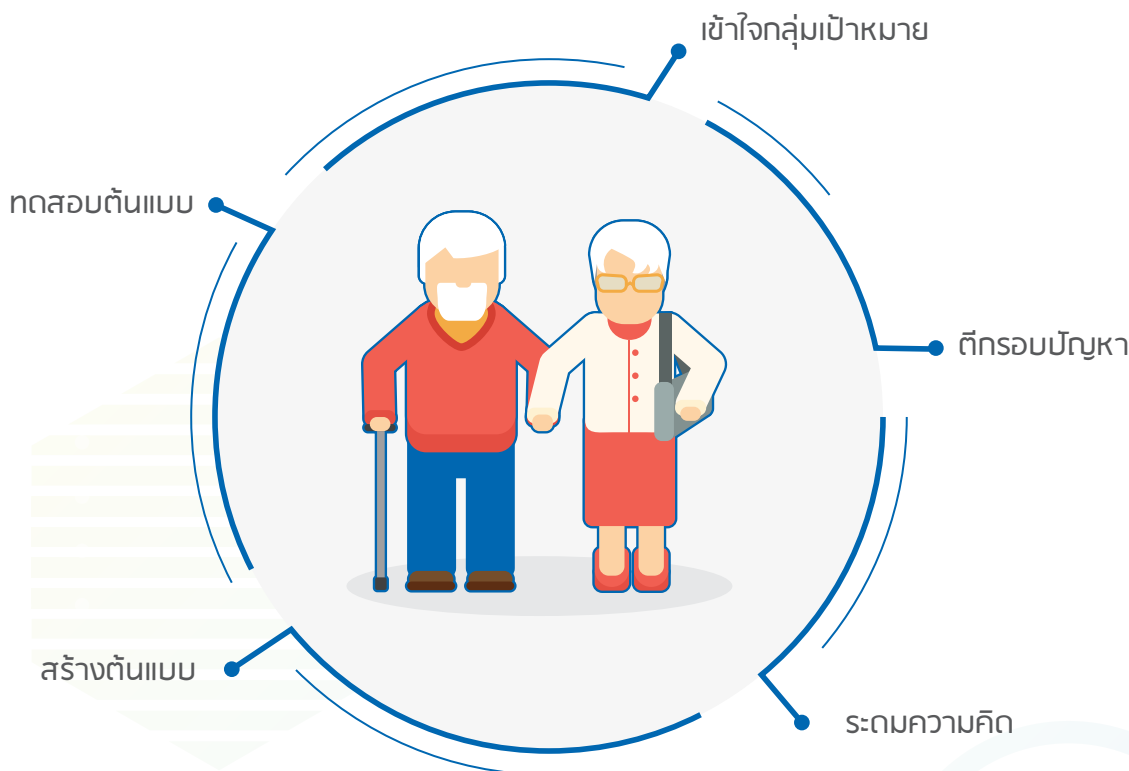 เข้าใจกลุ่มเป้าหมาย
ตีกรอบปัญหา
ระดมความคิด
สร้างต้นแบบ
ทดสอบต้นแบบ